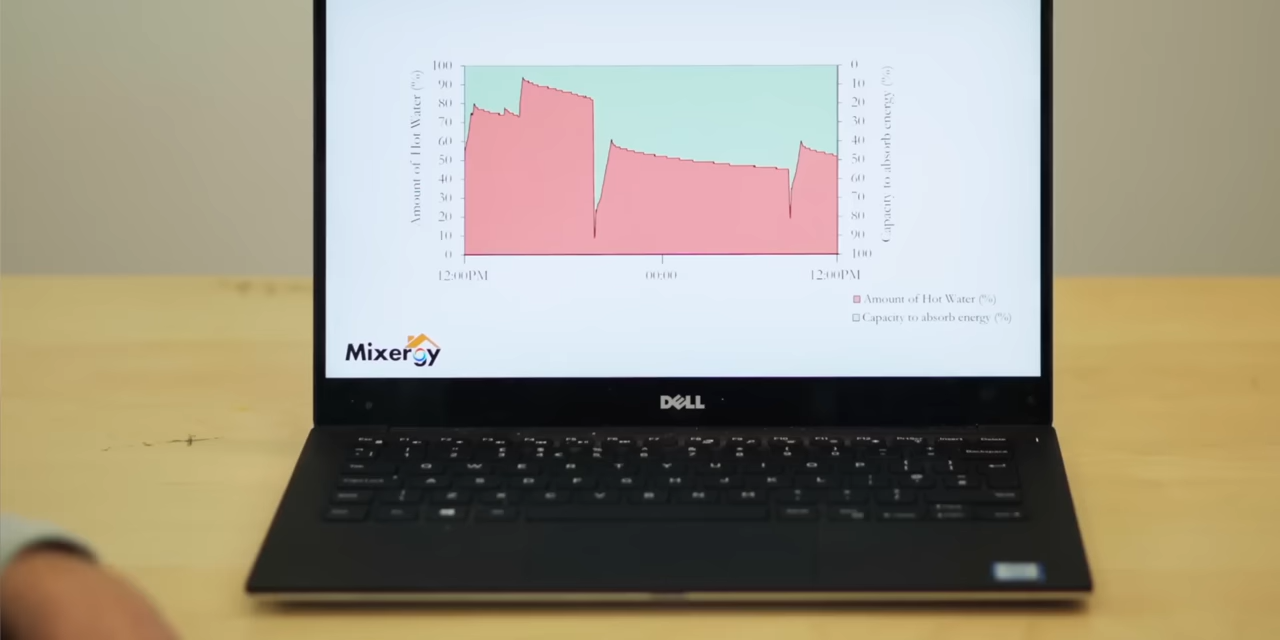 100
90
80
70
60
50
40
30
20
10
0
Amount of Hot Water (%)
0
10
20
30
40
50
60
70
80
90
100
Capacity to absorb energy (%)
12:00PM 00:00 12:00PM
Amount of Hot Water (%)
Capacity to absorb energy (%)
Mixergy
DELL
Q W E R T Y U I O P
A S D F G H J K L
Z X C V B N M